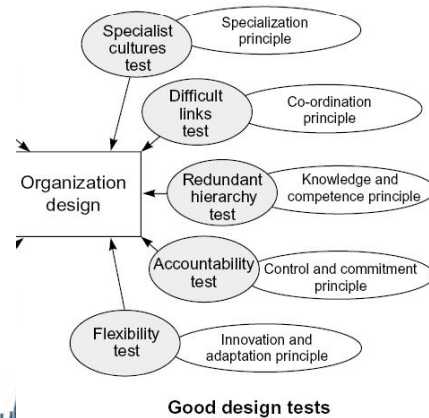 Specialist
cultures
test
Specialization
principle
Difficult
links
test
Co-ordination
principle
Organization
design
Redundant
hierarchy
test
Knowledge and
competence principle
Accountability
test
Control and commitment
principle
Flexibility
test
Innovation and
adaptation principle
Good design tests